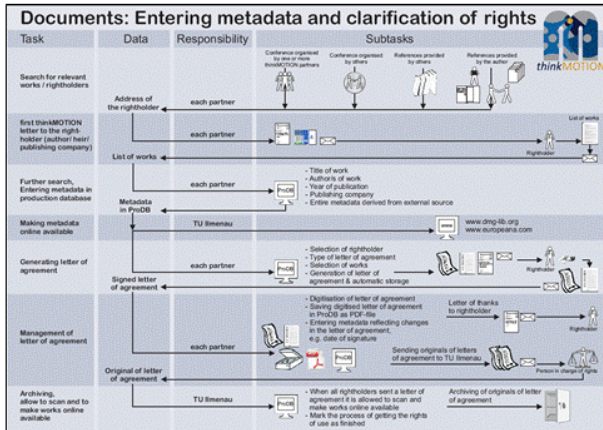 Documents: Entering metadata and clarification of rights
thinkMOTION
Task
Data
Responsibility
Subtasks
Search for relevant
works / rightholders
Conference organised
by one or more
thinkMOTION partners
Conference organised
by others
References provided
by others
References provided
by the author
Address of
the rightholder
each partner
first thinkMOTION
letter to the right-
holder (author/ heir/
publishing company)
each partner
List of works
Rightholder
List of works
Further search,
Entering metadata in
production database
each partner
ProDB
- Title of work
- Author/s of work
- Year of publication
- Publishing company
- Entire metadata derived from external source
Metadata
in ProDB
Making metadata
online available
TU Ilmenau
www.dmg-lib.org
www.europeana.com
Generating letter of
agreement
each partner
ProDB
- Selection of rightholder
- Type of letter of agreement
- Selection of works
- Generation of letter of
agreement & automatic storage
Rightholder
Signed letter
of agreement
Management of
letter of agreement
each partner
- Digitisation of letter of agreement
- Saving digitised letter of agreement
in ProDB as PDF-file
- Entering metadata reflecting changes
in the letter of agreement,
e.g. date of signature
Letter of thanks
to rightholder
Rightholder
ProDB
Sending originals of letters
of agreement to TU Ilmenau
Person in charge of rights
Original of letter
of agreement
Archiving,
allow to scan and to
make works online
available
TU Ilmenau
ProDB
- When all rightholders sent a letter of
agreement it is allowed to scan and
make works online available
- Mark the process of getting the rights
of use as finished
Archiving of originals of letter
of agreement